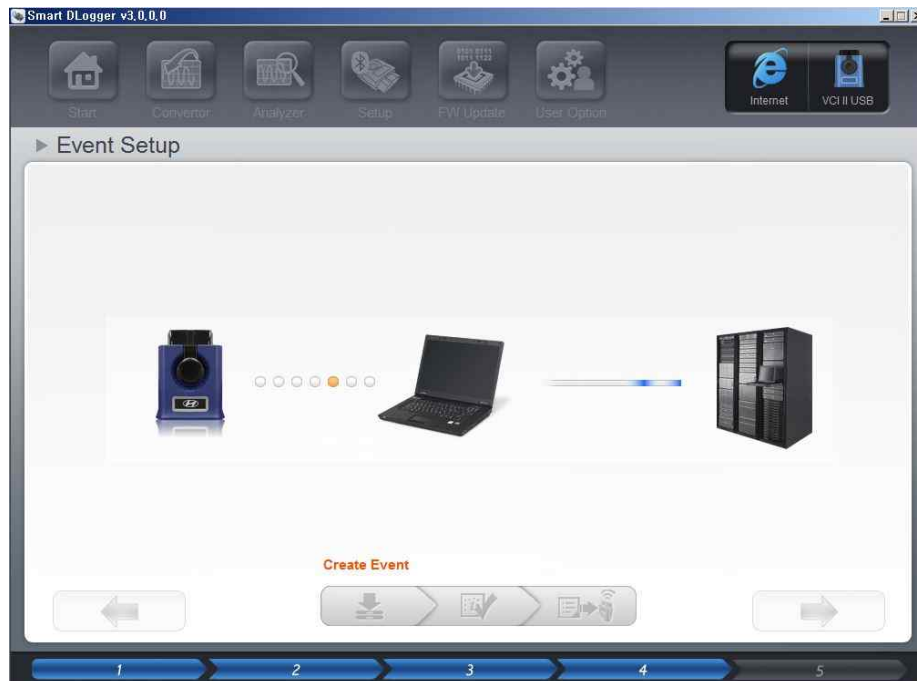 Smart DLogger v3,0,0,0
Start
Convertor
Analyzer
Setup
FW Update
User Option
Internet
VCI II USB
Event Setup
Create Event
1
2
3
4
5